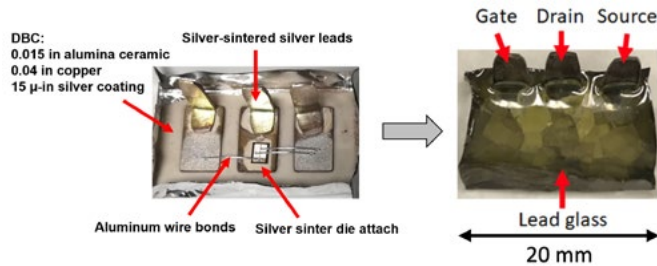 DBC:
0.015 in alumina ceramic
0.04 in copper
15 μ-in silver coating
Silver-sintered silver leads
Aluminum wire bonds
Silver sinter die attach
Gate Drain Source
Lead glass
20 mm